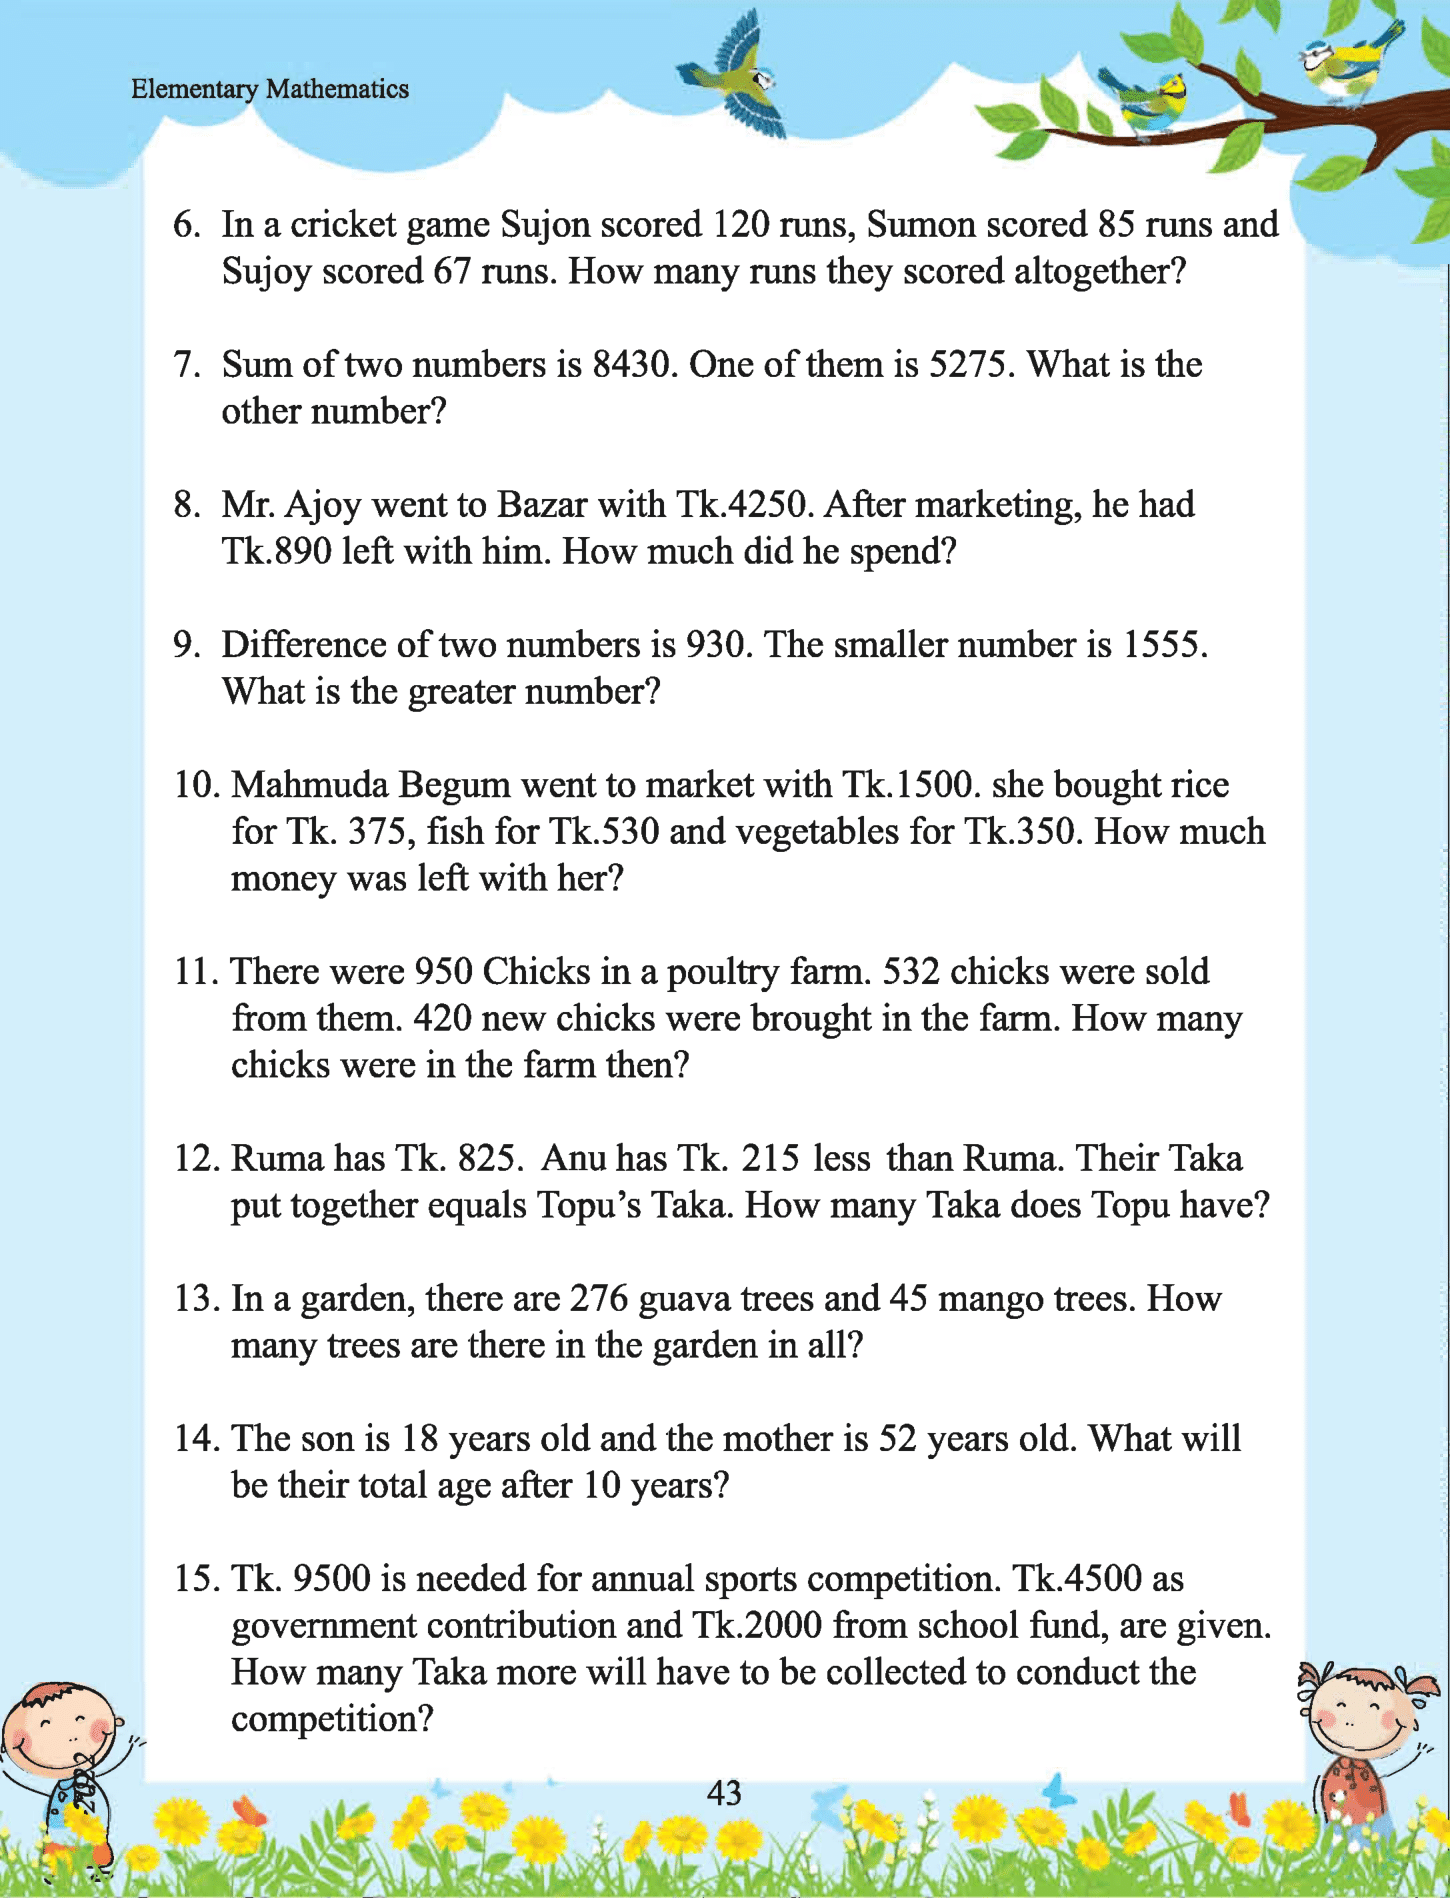 Elementary Mathematics
6. In a cricket game Sujon scored 120 runs, Sumon scored 85 runs and
Sujoy scored 67 runs. How many runs they scored altogether?
7. Sum of two numbers is 8430. One of them is 5275. What is the
other number?
8. Mr. Ajoy went to Bazar with Tk.4250. After marketing, he had
Tk.890 left with him. How much did he spend?
9. Difference of two numbers is 930. The smaller number is 1555.
What is the greater number?
10. Mahmuda Begum went to market with Tk.1500. she bought rice
for Tk. 375, fish for Tk.530 and vegetables for Tk.350. How much
money was left with her?
11. There were 950 Chicks in a poultry farm. 532 chicks were sold
from them. 420 new chicks were brought in the farm. How many
chicks were in the farm then?
12. Ruma has Tk. 825. Anu has Tk. 215 less than Ruma. Their Taka
put together equals Topu’s Taka. How many Taka does Topu have?
13. In a garden, there are 276 guava trees and 45 mango trees. How
many trees are there in the garden in all?
14. The son is 18 years old and the mother is 52 years old. What will
be their total age after 10 years?
15. Tk. 9500 is needed for annual sports competition. Tk.4500 as
government contribution and Tk.2000 from school fund, are given.
How many Taka more will have to be collected to conduct the
competition?
43